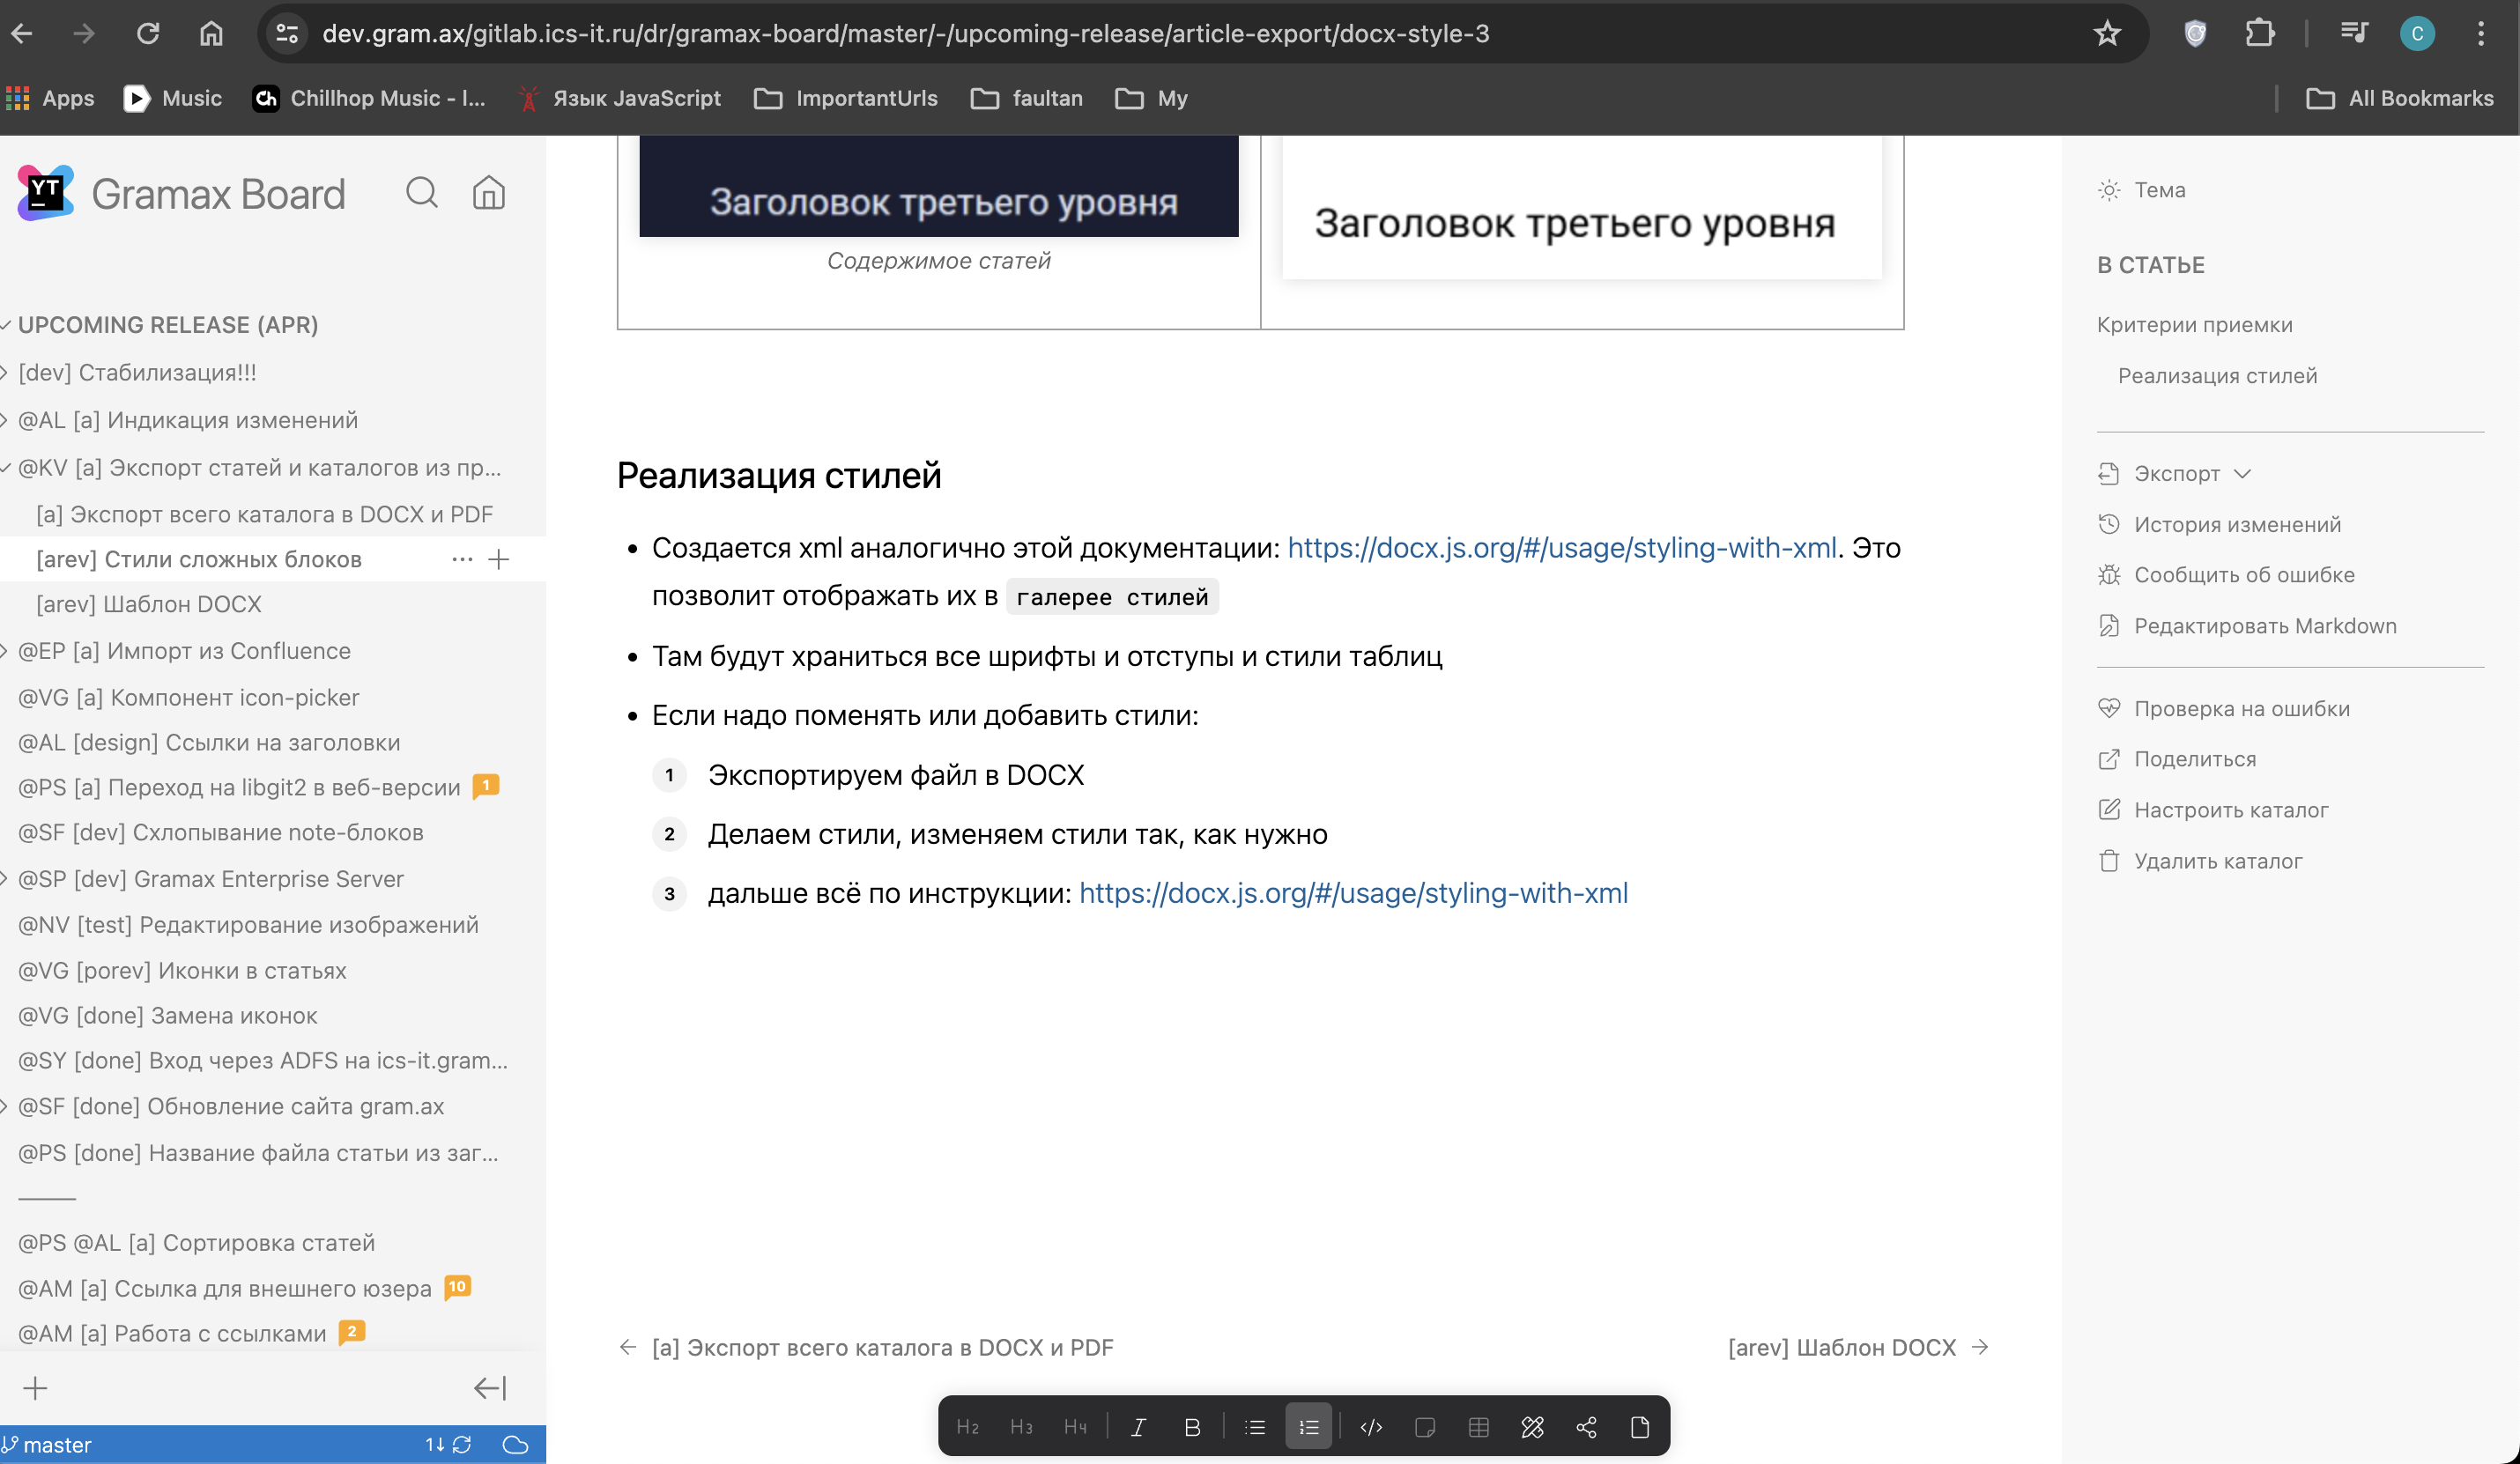 dev.gram.ax/gitlab.ics-it.ru/dr/gramax-board/master/-/upcoming-release/article-export/docx-style-3
C
Apps
Music
Chillhop Music - l...
Язык JavaScript
ImportantUrls
faultan
My
All Bookmarks
YT
Gramax Board
UPCOMING RELEASE (APR)
[dev] Стабилизация!!!
@AL [a] Индикация изменений
@KV [a] Экспорт статей и каталогов из пр...
[a] Экспорт всего каталога в DOCX и PDF
[arev] Стили сложных блоков
[arev] Шаблон DOCX
@EP [a] Импорт из Confluence
@VG [a] Компонент icon-picker
@AL [design] Ссылки на заголовки
@PS [a] Переход на libgit2 в веб-версии 1
@SF [dev] Схлопывание note-блоков
@SP [dev] Gramax Enterprise Server
@NV [test] Редактирование изображений
@VG [porev] Иконки в статьях
@VG [done] Замена иконок
@SY [done] Вход через ADFS на ics-it.gram...
@SF [done] Обновление сайта gram.ax
@PS [done] Название файла статьи из заг...
@PS @AL [a] Сортировка статей
@AM [a] Ссылка для внешнего юзера 10
@AM [a] Работа с ссылками 2
master
1↓
Заголовок третьего уровня
Содержимое статей
Заголовок третьего уровня
Реализация стилей
• Создается xml аналогично этой документации: https://docx.js.org/#/usage/styling-with-xml. Это
позволит отображать их в галерее стилей
• Там будут храниться все шрифты и отступы и стили таблиц
• Если надо поменять или добавить стили:
1 Экспортируем файл в DOCX
2 Делаем стили, изменяем стили так, как нужно
3 дальше всё по инструкции: https://docx.js.org/#/usage/styling-with-xml
← [a] Экспорт всего каталога в DOCX и PDF
[arev] Шаблон DOCX →
H2 H3 H4 I B </>
Тема
В СТАТЬЕ
Критерии приемки
Реализация стилей
Экспорт
История изменений
Сообщить об ошибке
Редактировать Markdown
Проверка на ошибки
Поделиться
Настроить каталог
Удалить каталог